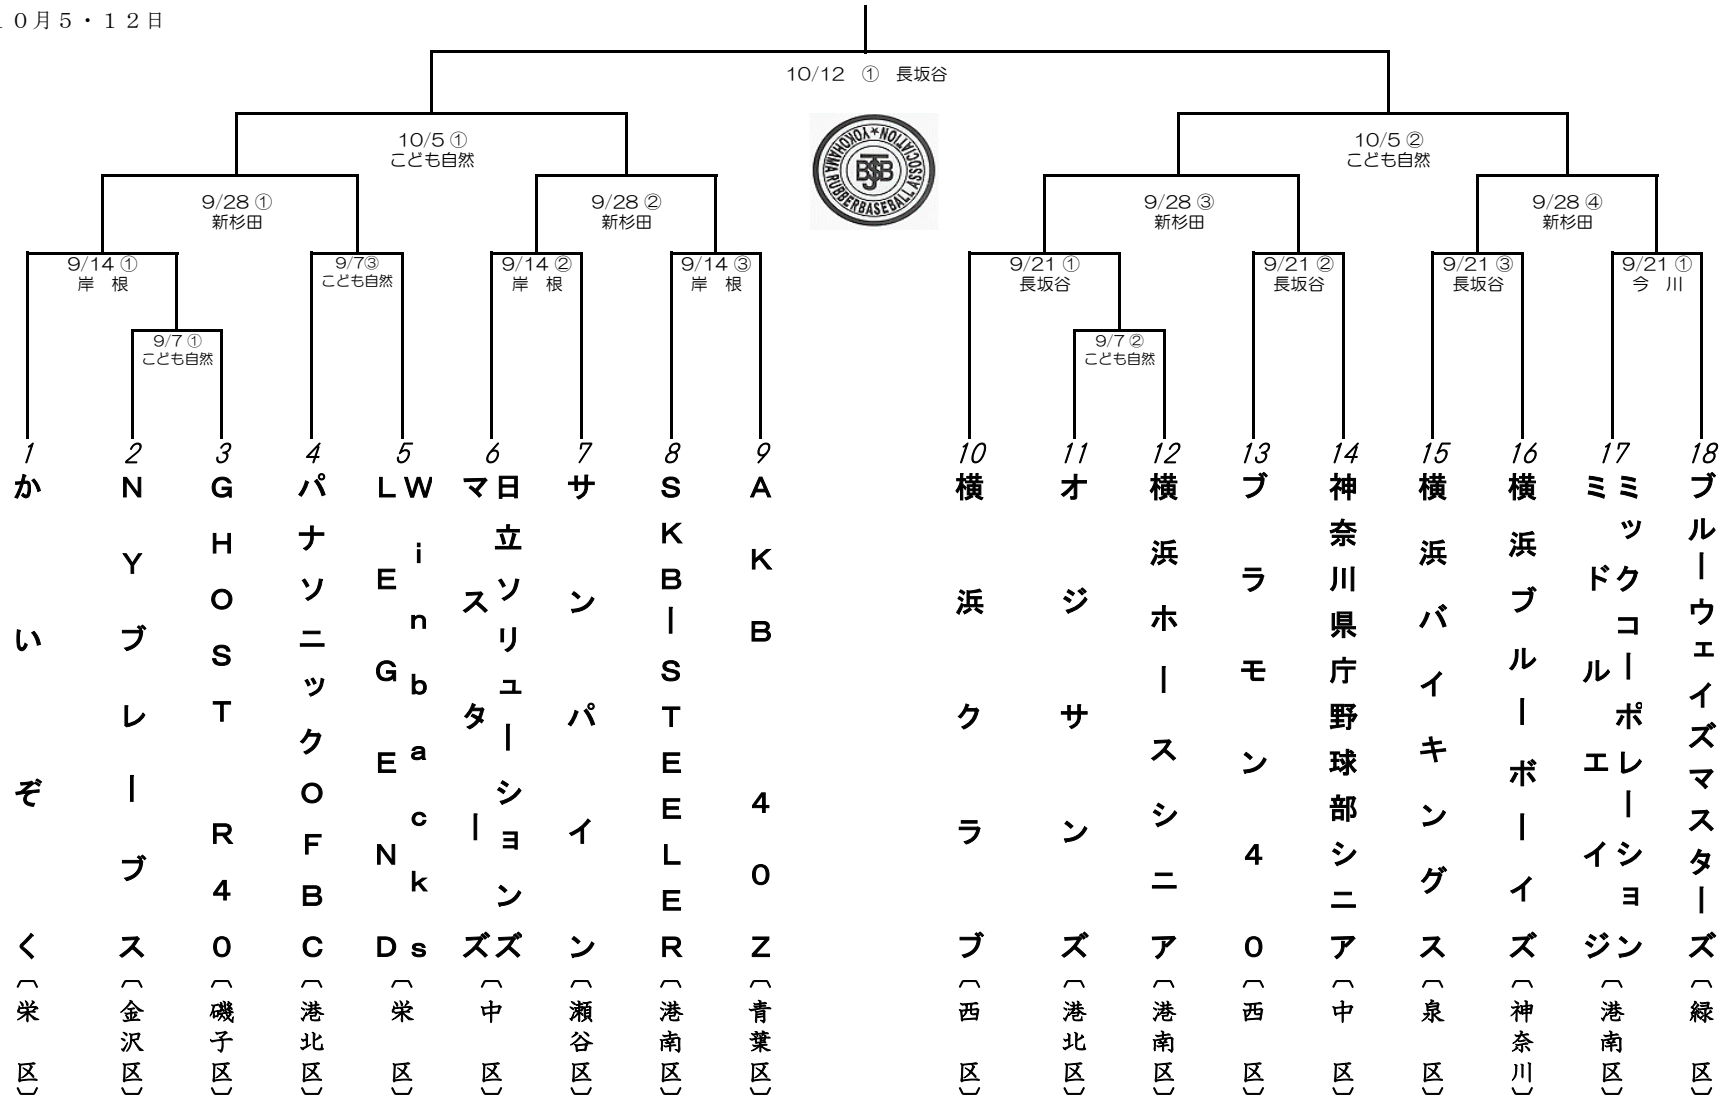 １０月５・１２日
10/12　①　長坂谷
10/5 ①
こども自然
10/5 ②
こども自然
YOKOHAMA RUBBERBASEBALL ASSOCIATION
9/28 ①
新杉田
9/28 ②
新杉田
9/28 ③
新杉田
9/28 ④
新杉田
9/14 ①
岸　根
9/7③
こども自然
9/14 ②
岸　根
9/14 ③
岸　根
9/21 ①
長坂谷
9/21 ②
長坂谷
9/21 ③
長坂谷
9/21 ①
今　川
9/7 ①
こども自然
9/7 ②
こども自然
1
かいぞく
（栄　区）
2
ＮＹブレーブス
（金沢区）
3
ＧＨＯＳＴ　Ｒ４０
（磯子区）
4
パナソニックＯＦＢＣ
（港北区）
5
Ｗｉｎｂａｃｋｓ
ＬＥＧＥＮＤ
（栄　区）
6
日立ソリューションズ
マスターズ
（中　区）
7
サンパイン
（瀬谷区）
8
ＳＫＢＩＳＴＥＥＬＥＲ
（港南区）
9
ＡＫＢ　４０Ｚ
（青葉区）
10
横浜クラブ
（西　区）
11
オジサンズ
（港北区）
12
横浜ホースシニア
（港南区）
13
ブラモンン４０
（西　区）
14
神奈川県庁野球部シニア
（中　区）
15
横浜バイキングス
（泉　区）
16
横浜ブルーボーイズ
（神奈川）
17
ミックコーポレーション
ミドルエイジ
（港南区）
18
ブルーウェイズマスターズ
（緑　区）